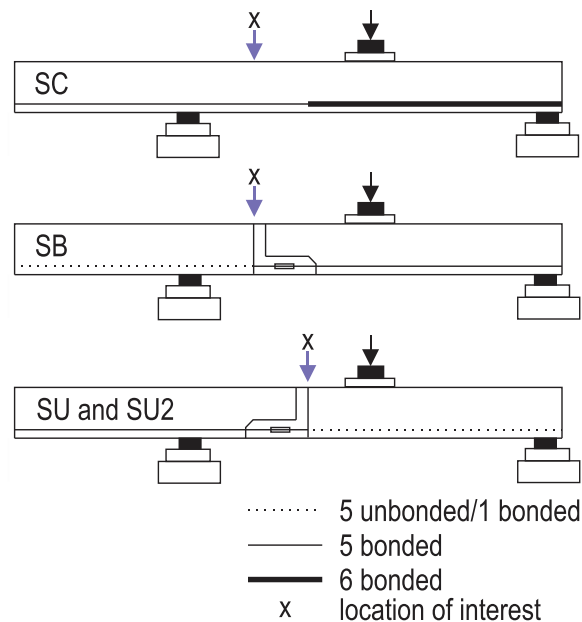 x
SC
x
SB
x
SU and SU2
5 unbonded/1 bonded
5 bonded
6 bonded
x location of interest